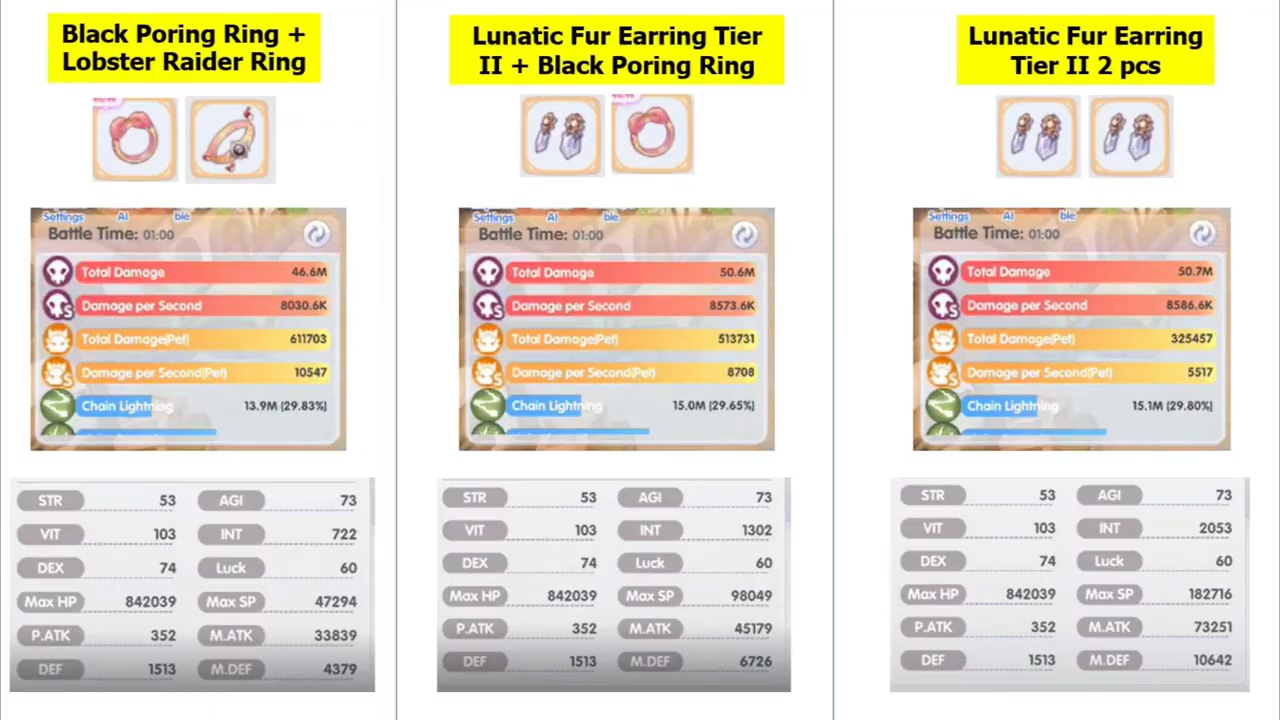 Black Poring Ring +
Lobster Raider Ring
Settings AI ble
Battle Time: 01:00
Total Damage 46.6M
Damage per Second 8030.6K
Total Damage(Pet) 611703
Damage per Second(Pet) 10547
Chain Lightning 13.9M (29.83%)
STR 53 AGI 73
VIT 103 INT 722
DEX 74 Luck 60
Max HP 842039 Max SP 47294
P.ATK 352 M.ATK 33839
DEF 1513 M.DEF 4379
Lunatic Fur Earring Tier
II + Black Poring Ring
Settings AI ble
Battle Time: 01:00
Total Damage 50.6M
Damage per Second 8573.6K
Total Damage(Pet) 513731
Damage per Second(Pet) 8708
Chain Lightning 15.0M (29.65%)
STR 53 AGI 73
VIT 103 INT 1302
DEX 74 Luck 60
Max HP 842039 Max SP 98049
P.ATK 352 M.ATK 45179
DEF 1513 M.DEF 6726
Lunatic Fur Earring
Tier II 2 pcs
Settings AI ble
Battle Time: 01:00
Total Damage 50.7M
Damage per Second 8586.6K
Total Damage(Pet) 325457
Damage per Second(Pet) 5517
Chain Lightning 15.1M (29.80%)
STR 53 AGI 73
VIT 103 INT 2053
DEX 74 Luck 60
Max HP 842039 Max SP 182716
P.ATK 352 M.ATK 73251
DEF 1513 M.DEF 10642